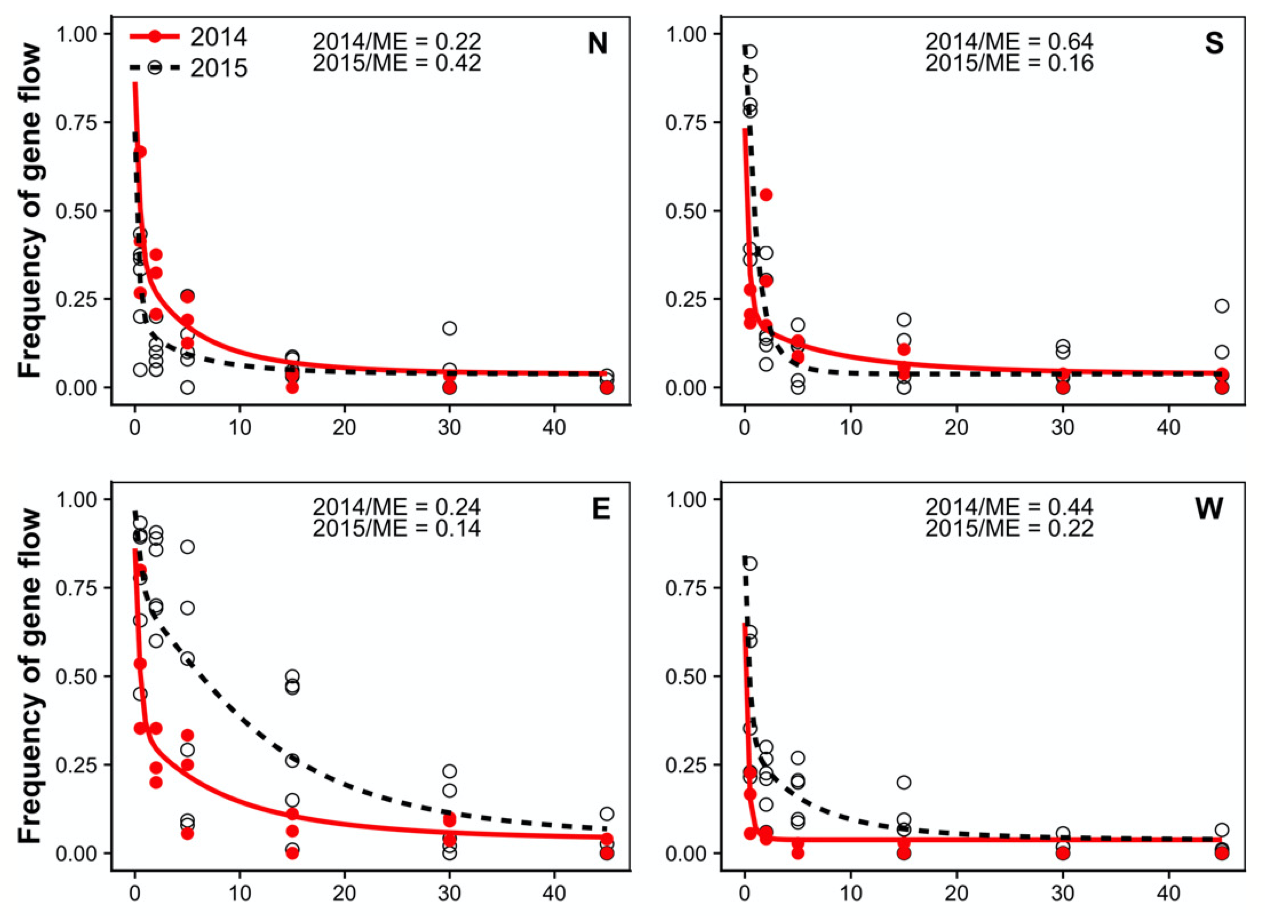 Frequency of gene flow
1.00
0.75
0.50
0.25
0.00
2014
2015
2014/ME = 0.22
2015/ME = 0.42
N
0 10 20 30 40
1.00
0.75
0.50
0.25
0.00
2014/ME = 0.64
2015/ME = 0.16
S
0 10 20 30 40
Frequency of gene flow
1.00
0.75
0.50
0.25
0.00
2014/ME = 0.24
2015/ME = 0.14
E
0 10 20 30 40
1.00
0.75
0.50
0.25
0.00
2014/ME = 0.44
2015/ME = 0.22
W
0 10 20 30 40